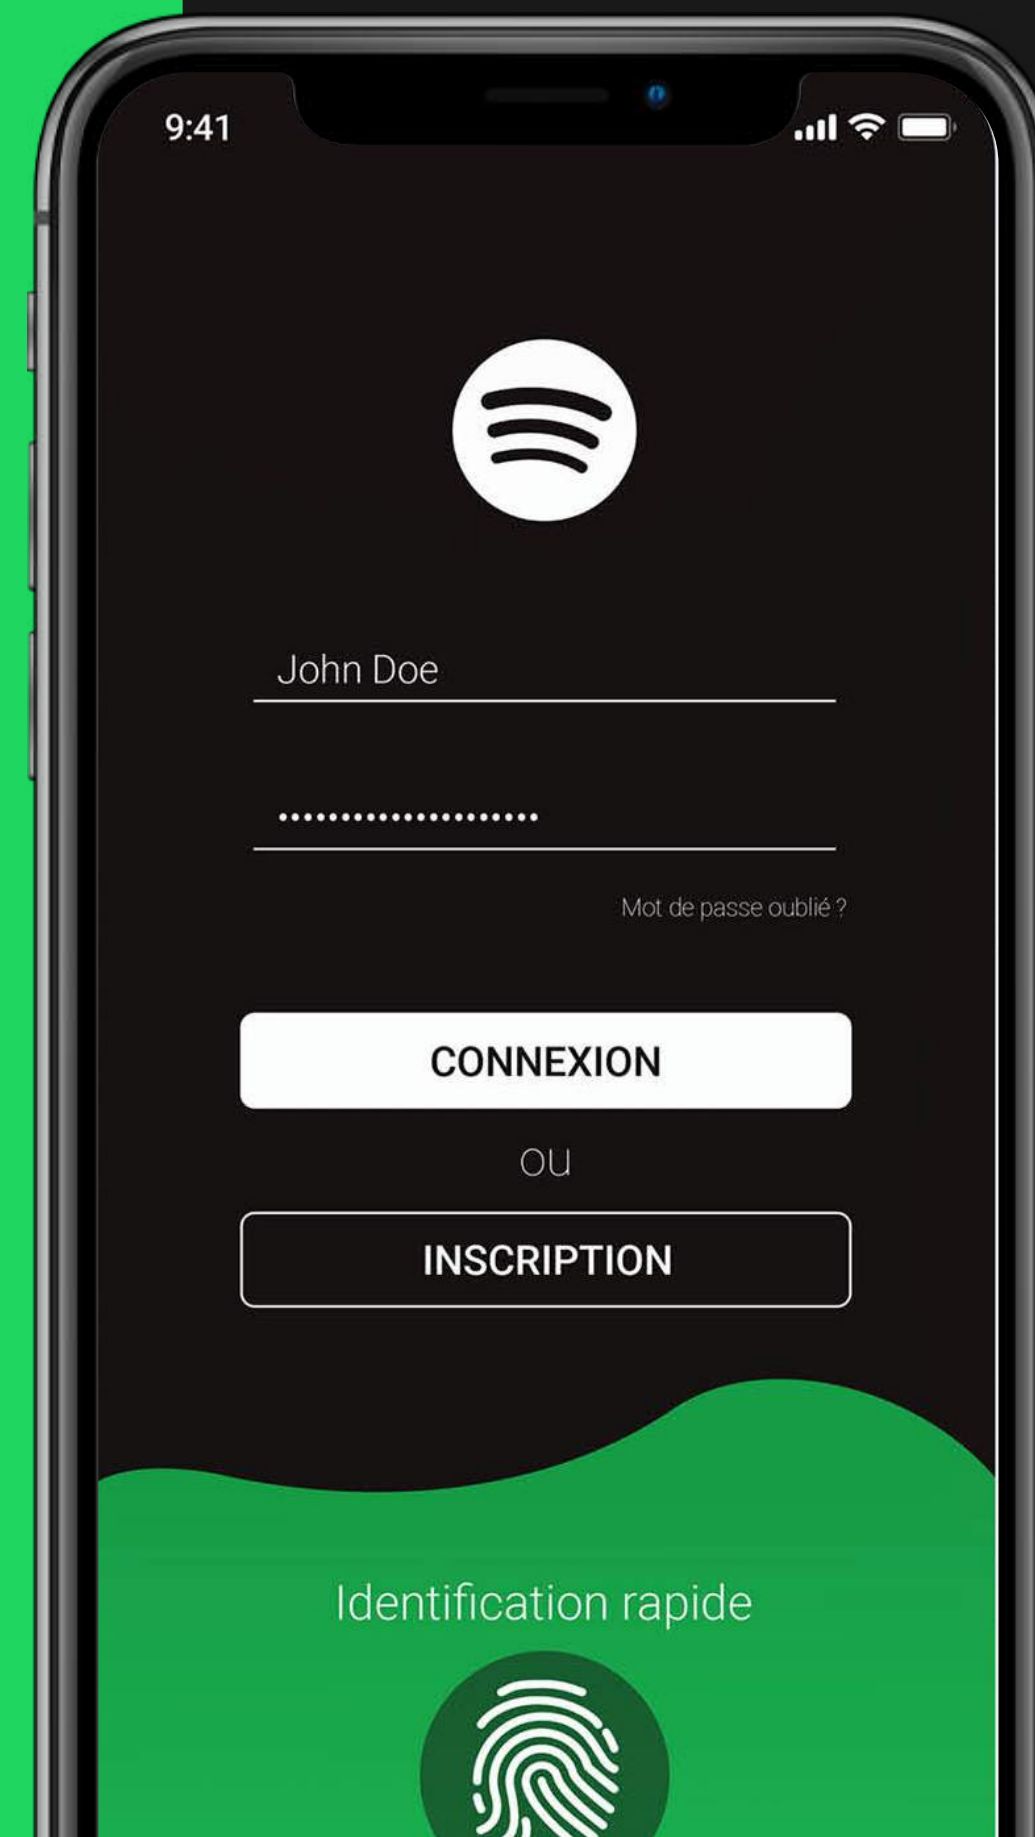 9:41
John Doe
•••••••••••••••••••••
Mot de passe oublié ?
CONNEXION
ou
INSCRIPTION
Identification rapide